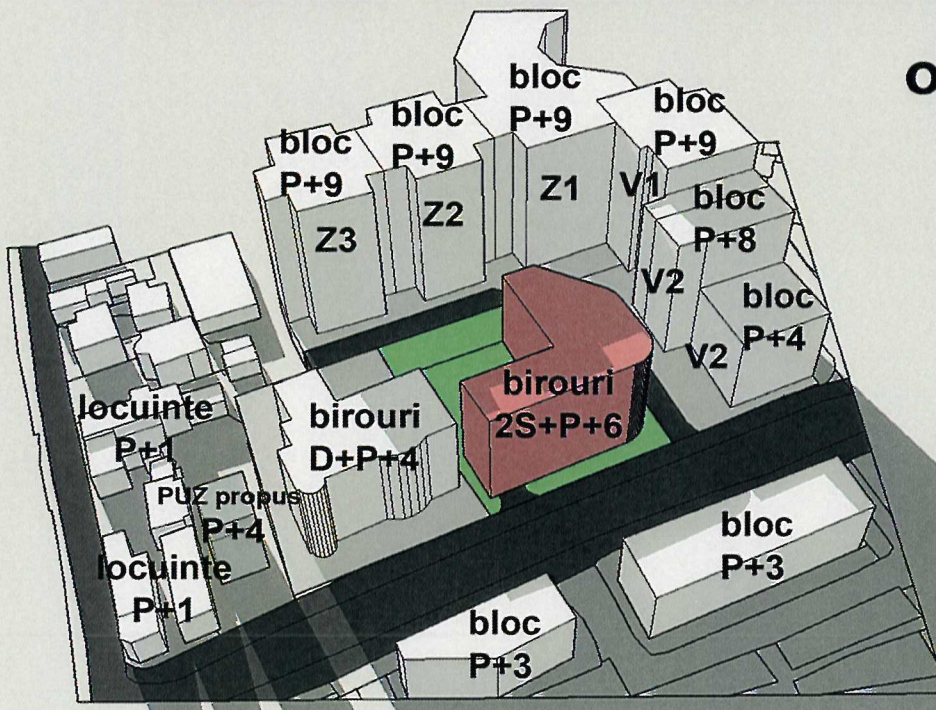 O
bloc
P+9
bloc
P+9
bloc
P+9
bloc
P+9
Z3
Z2
Z1
V1
bloc
P+8
V2
bloc
P+4
V2
birouri
2S+P+6
birouri
D+P+4
locuinte
P+1
PUZ propus
P+4
locuinte
P+1
bloc
P+3
bloc
P+3